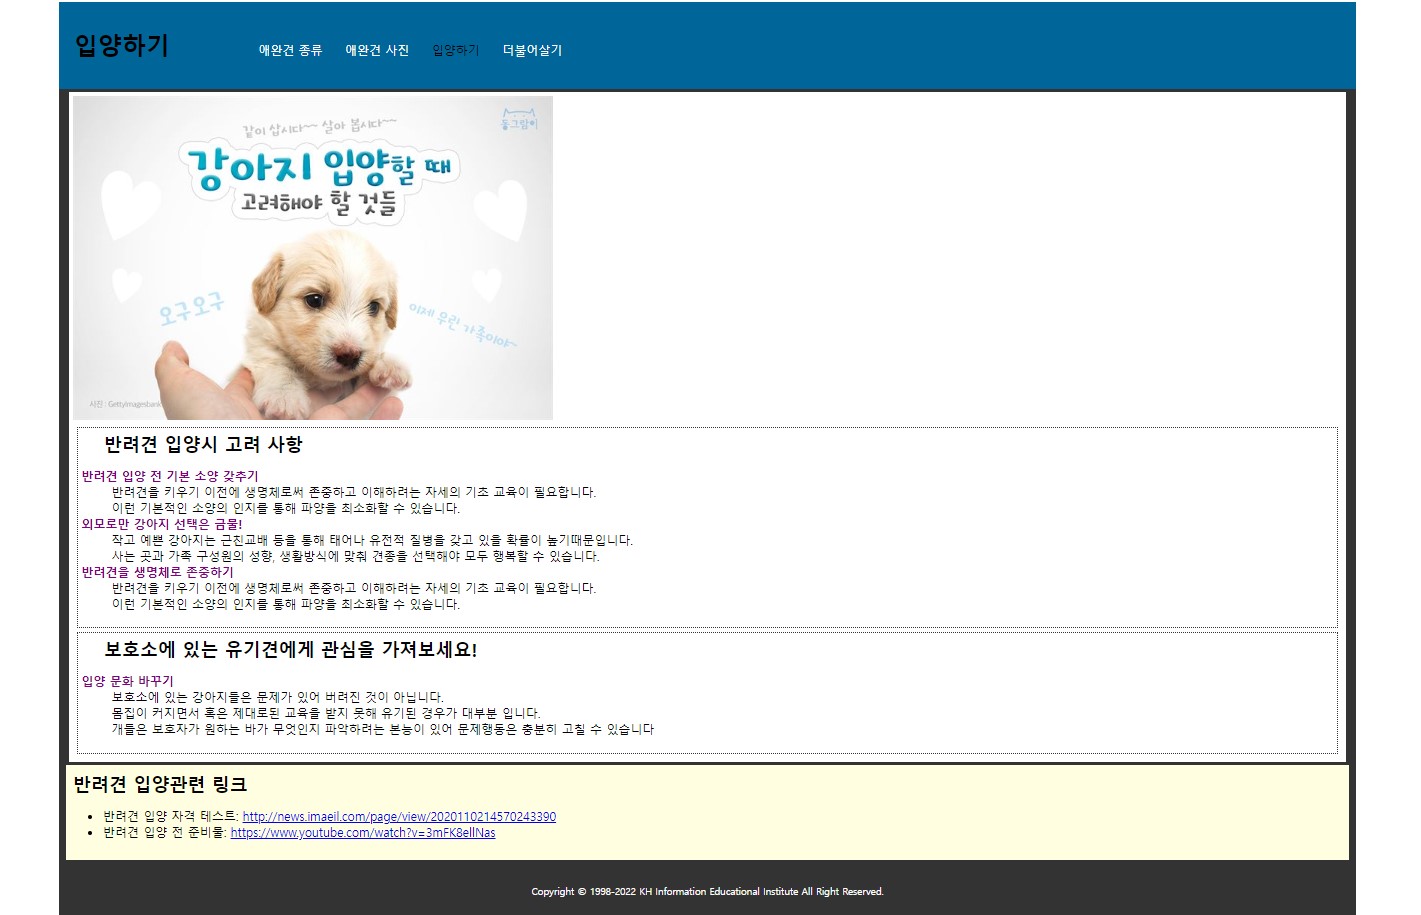 입양하기
애완견 종류 애완견 사진 입양하기 더불어살기
같이 삽시다~~ 살아 봅시다~~
동그람이
강아지 입양할 때
고려해야 할 것들
오구오구
이제 우린 가족이야~
사진 : Gettyimagesbank
반려견 입양시 고려 사항
반려견 입양 전 기본 소양 갖추기
반려견을 키우기 이전에 생명체로써 존중하고 이해하려는 자세의 기초 교육이 필요합니다.
이런 기본적인 소양의 인지를 통해 파양을 최소화할 수 있습니다.
외모로만 강아지 선택은 금물!
작고 예쁜 강아지는 근친교배 등을 통해 태어나 유전적 질병을 갖고 있을 확률이 높기때문입니다.
사는 곳과 가족 구성원의 성향, 생활방식에 맞춰 견종을 선택해야 모두 행복할 수 있습니다.
반려견을 생명체로 존중하기
반려견을 키우기 이전에 생명체로써 존중하고 이해하려는 자세의 기초 교육이 필요합니다.
이런 기본적인 소양의 인지를 통해 파양을 최소화할 수 있습니다.
보호소에 있는 유기견에게 관심을 가져보세요!
입양 문화 바꾸기
보호소에 있는 강아지들은 문제가 있어 버려진 것이 아닙니다.
몸집이 커지면서 혹은 제대로된 교육을 받지 못해 유기된 경우가 대부분 입니다.
개들은 보호자가 원하는 바가 무엇인지 파악하려는 본능이 있어 문제행동은 충분히 고칠 수 있습니다
반려견 입양관련 링크
반려견 입양 자격 테스트: http://news.imaeil.com/page/view/2020110214570243390
반려견 입양 전 준비물: https://www.youtube.com/watch?v=3mFK8ellNas
Copyright © 1998-2022 KH Information Educational Institute All Right Reserved.